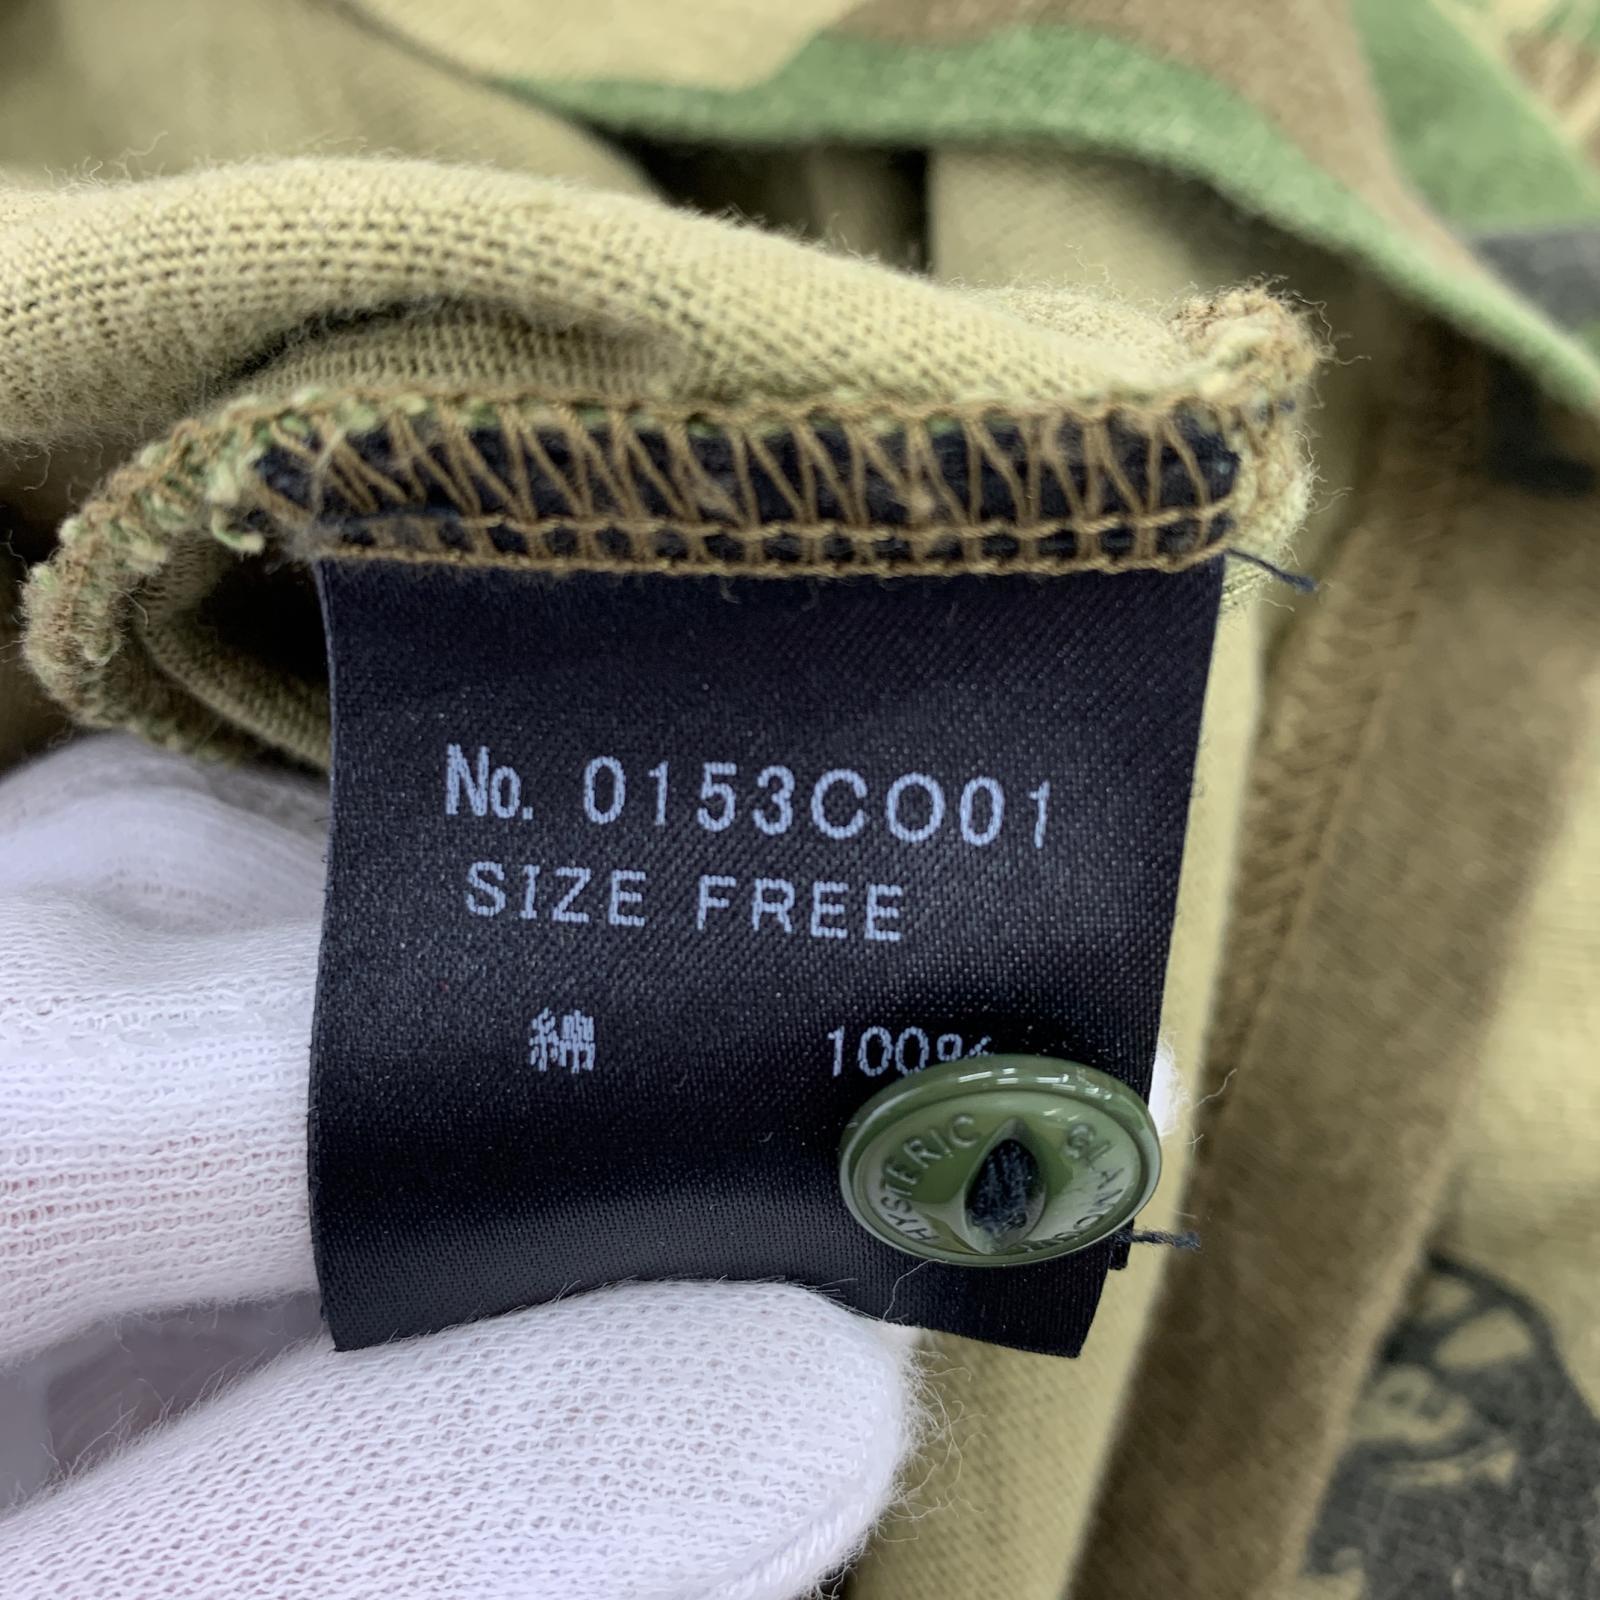 No. 0153CO01
SIZE FREE
綿 100%
HYSTERIC GLAMOUR